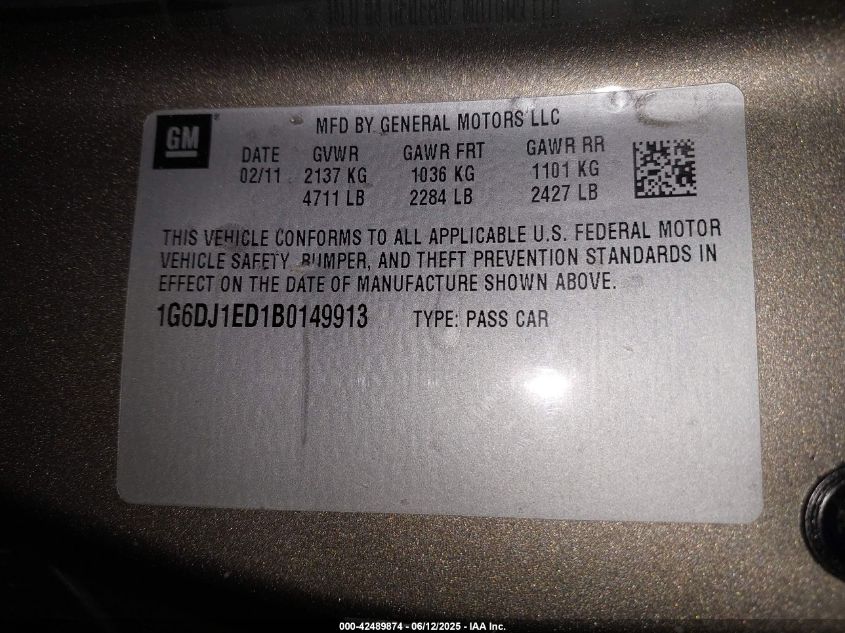 GM
MFD BY GENERAL MOTORS LLC
DATE GVWR GAWR FRT GAWR RR
02/11 2137 KG 1036 KG 1101 KG
4711 LB 2284 LB 2427 LB
THIS VEHICLE CONFORMS TO ALL APPLICABLE U.S. FEDERAL MOTOR
VEHICLE SAFETY, BUMPER, AND THEFT PREVENTION STANDARDS IN
EFFECT ON THE DATE OF MANUFACTURE SHOWN ABOVE.
1G6DJ1ED1B0149913 TYPE: PASS CAR
000-42489874 - 06/12/2025 - IAA Inc.